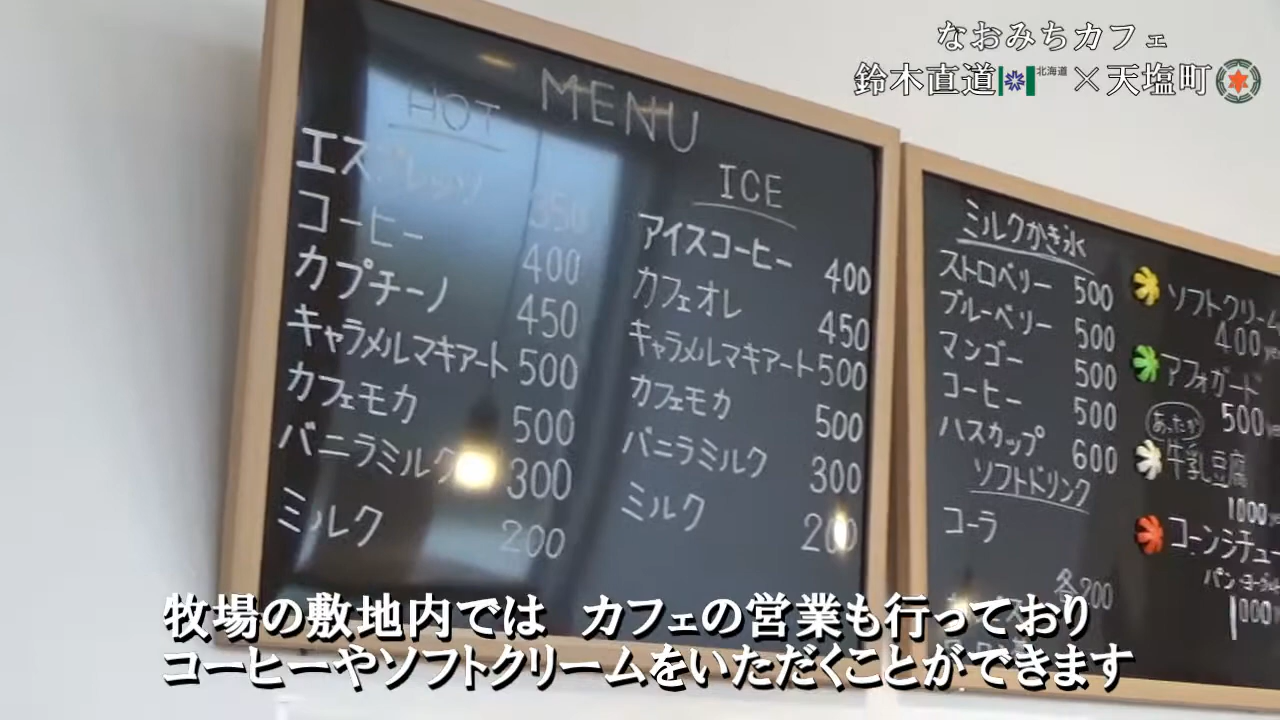 なおみちカフェ
鈴木直道 北海道 ×天塩町
MENU
HOT
エスプレッソ 350
コーヒー 400
カプチーノ 450
キャラメルマキアート 500
カフェモカ 500
バニラミルク 300
ミルク 200
ICE
アイスコーヒー 400
カフェオレ 450
キャラメルマキアート 500
カフェモカ 500
バニラミルク 300
ミルク 200
ミルクかき氷
ストロベリー 500
ブルーベリー 500
マンゴー 500
コーヒー 500
ハスカップ 600
ソフトドリンク
コーラ
各200
ソフトクリーム
400
アフォガード
500
あったか
牛乳豆腐
1000
コーンシチュー
パン
1000
牧場の敷地内では カフェの営業も行っており
コーヒーやソフトクリームをいただくことができます